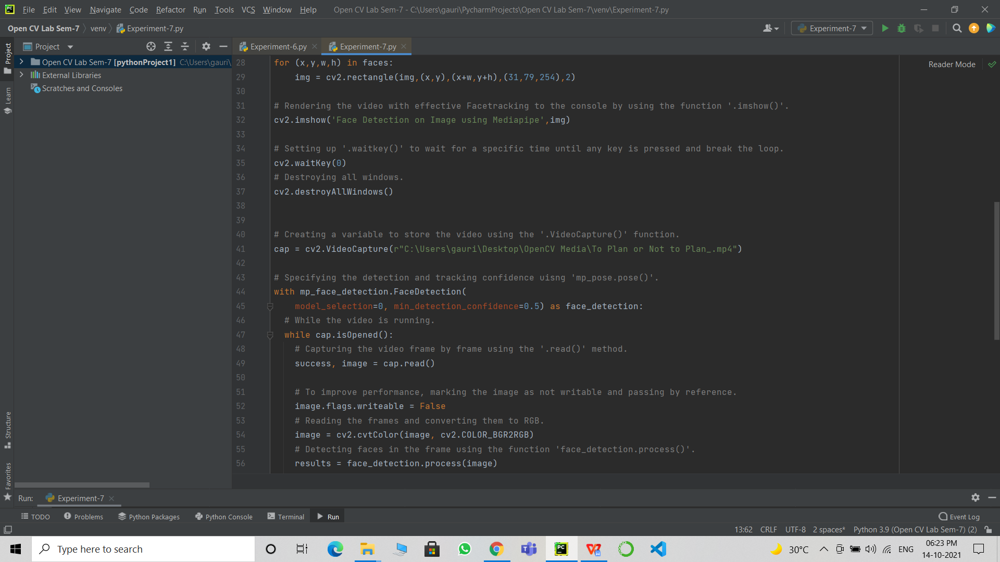 File Edit View Navigate Code Refactor Run Tools VCS Window Help Open CV Lab Sem-7 - C:\Users\gauri\PycharmProjects\Open CV Lab Sem-7\venv\Experiment-7.py
Open CV Lab Sem-7 venv Experiment-7.py Experiment-7
Project Experiment-6.py Experiment-7.py
Project
Open CV Lab Sem-7 [pythonProject1] C:\Users\gauri\
External Libraries
Scratches and Consoles
Learn
Structure
Favorites
Reader Mode
28 for (x,y,w,h) in faces:
29 img = cv2.rectangle(img,(x,y),(x+w,y+h),(31,79,254),2)
30
31 # Rendering the video with effective Facetracking to the console by using the function '.imshow()'.
32 cv2.imshow('Face Detection on Image using Mediapipe',img)
33
34 # Setting up '.waitkey()' to wait for a specific time until any key is pressed and break the loop.
35 cv2.waitKey(0)
36 # Destroying all windows.
37 cv2.destroyAllWindows()
38
39
40 # Creating a variable to store the video using the '.VideoCapture()' function.
41 cap = cv2.VideoCapture(r"C:\Users\gauri\Desktop\OpenCV Media\To Plan or Not to Plan_.mp4")
42
43 # Specifying the detection and tracking confidence uisng 'mp_pose.pose()'.
44 with mp_face_detection.FaceDetection(
45 model_selection=0, min_detection_confidence=0.5) as face_detection:
46 # While the video is running.
47 while cap.isOpened():
48 # Capturing the video frame by frame using the '.read()' method.
49 success, image = cap.read()
50
51 # To improve performance, marking the image as not writable and passing by reference.
52 image.flags.writeable = False
53 # Reading the frames and converting them to RGB.
54 image = cv2.cvtColor(image, cv2.COLOR_BGR2RGB)
55 # Detecting faces in the frame using the function 'face_detection.process()'.
56 results = face_detection.process(image)
Run: Experiment-7
TODO Problems Python Packages Python Console Terminal Run Event Log
13:62 CRLF UTF-8 2 spaces* Python 3.9 (Open CV Lab Sem-7) (2)
Type here to search
30°C ENG 06:23 PM
14-10-2021